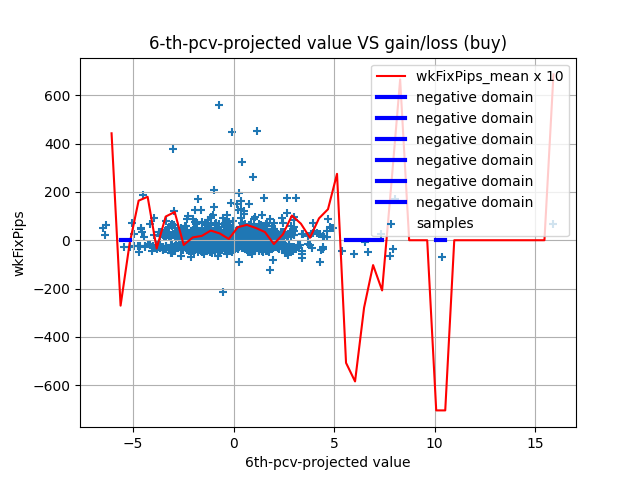 6-th-pcv-projected value VS gain/loss (buy)
wkFixPips_mean x 10
negative domain
negative domain
negative domain
negative domain
negative domain
negative domain
samples
wkFixPips
600
400
200
0
−200
−400
−600
−5
0
5
10
15
6th-pcv-projected value